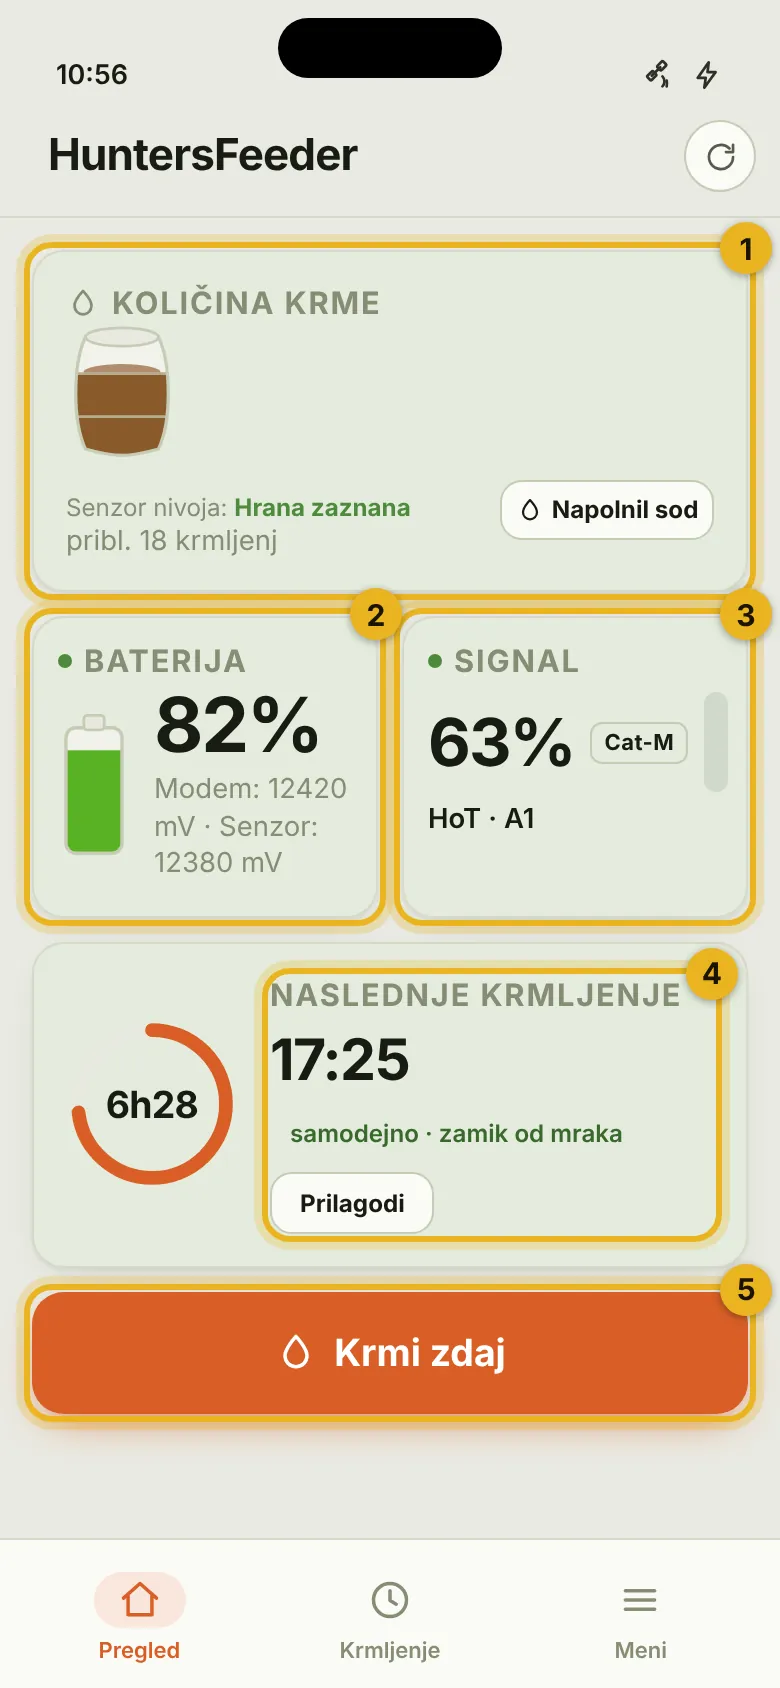 10:56
HuntersFeeder
1
KOLIČINA KRME
Senzor nivoja: Hrana zaznana
pribl. 18 krmljenj
Napolnil sod
2
3
BATERIJA
82%
Modem: 12420
mV · Senzor:
12380 mV
SIGNAL
63%
Cat-M
HoT · A1
4
NASLEDNJE KRMLJENJE
17:25
6h28
samodejno · zamik od mraka
Prilagodi
5
Krmi zdaj
Pregled
Krmljenje
Meni